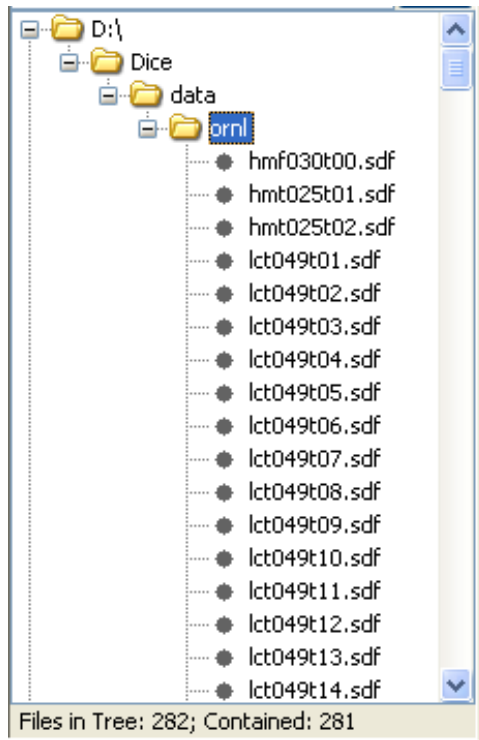 D:\
Dice
data
ornl
hmf030t00.sdf
hmt025t01.sdf
hmt025t02.sdf
lct049t01.sdf
lct049t02.sdf
lct049t03.sdf
lct049t04.sdf
lct049t05.sdf
lct049t06.sdf
lct049t07.sdf
lct049t08.sdf
lct049t09.sdf
lct049t10.sdf
lct049t11.sdf
lct049t12.sdf
lct049t13.sdf
lct049t14.sdf
Files in Tree: 282; Contained: 281